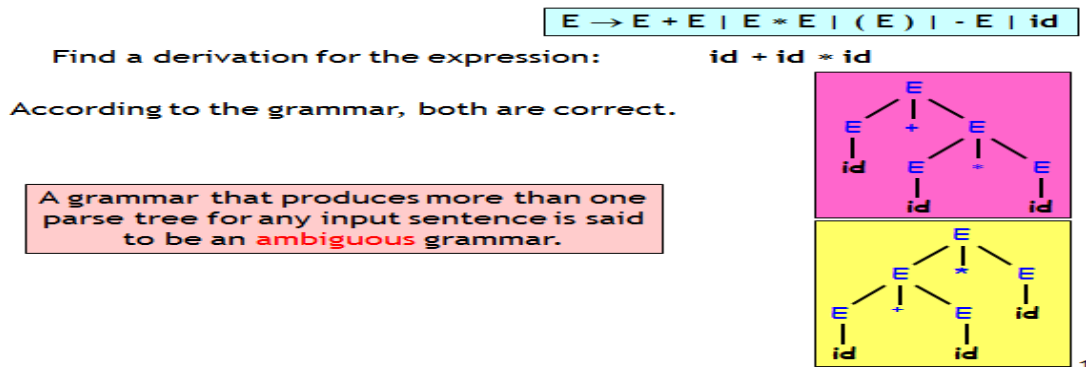 E → E + E | E * E | ( E ) | - E | id
Find a derivation for the expression: id + id * id
According to the grammar, both are correct.
A grammar that produces more than one
parse tree for any input sentence is said
to be an ambiguous grammar.
E
E + E
id E * E
id id
E
E * E
E + E id
id id
1